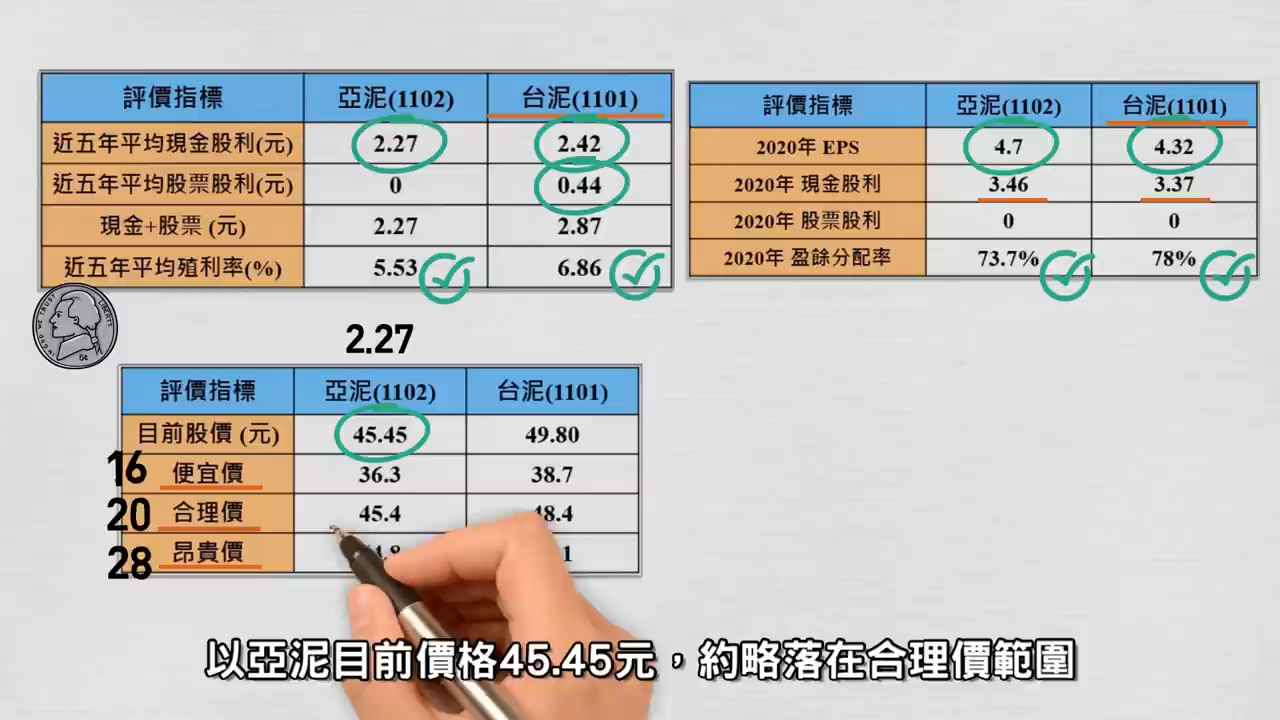 評價指標 亞泥(1102) 台泥(1101)
近五年平均現金股利(元) 2.27 2.42
近五年平均股票股利(元) 0 0.44
現金+股票 (元) 2.27 2.87
近五年平均殖利率(%) 5.53 6.86
評價指標 亞泥(1102) 台泥(1101)
2020年 EPS 4.7 4.32
2020年 現金股利 3.46 3.37
2020年 股票股利 0 0
2020年 盈餘分配率 73.7% 78%
2.27
評價指標 亞泥(1102) 台泥(1101)
目前股價 (元) 45.45 49.80
16 便宜價 36.3 38.7
20 合理價 45.4 48.4
28 昂貴價
以亞泥目前價格45.45元，約略落在合理價範圍